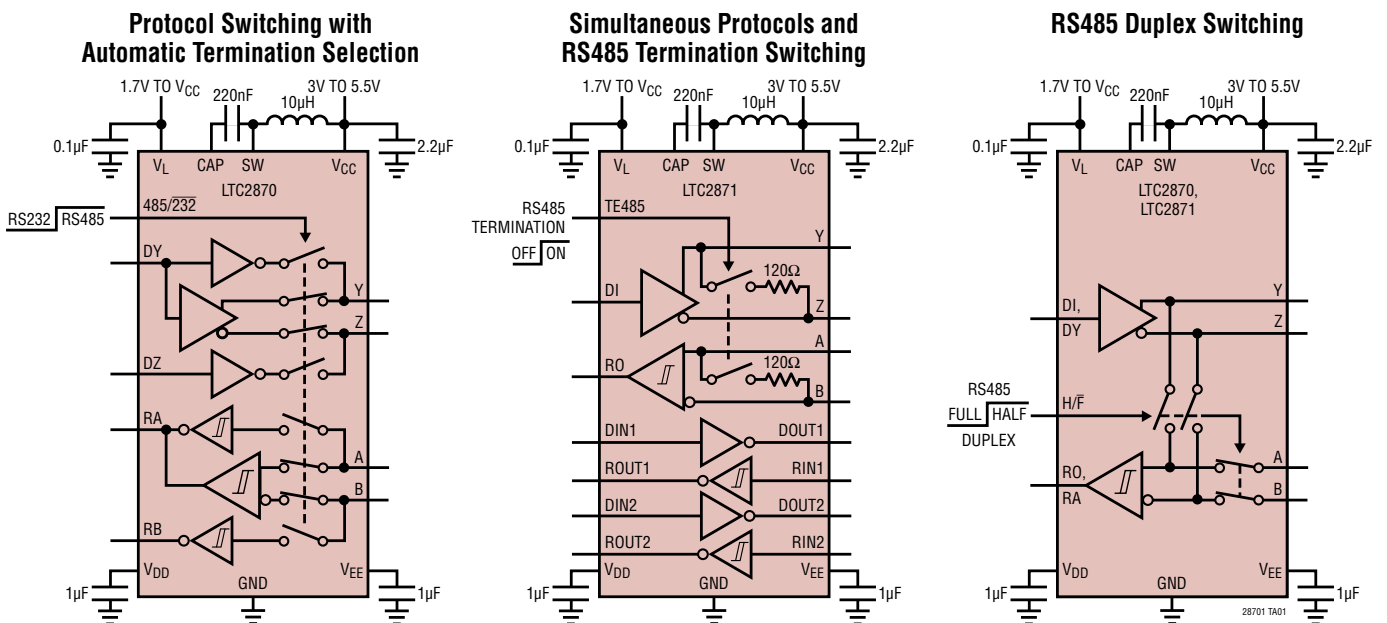 Protocol Switching with
Automatic Termination Selection
1.7V TO VCC
220nF
10µH
3V TO 5.5V
0.1µF
2.2µF
VL
CAP
SW
VCC
LTC2870
485/2̅3̅2̅
RS232
RS485
DY
Y
Z
DZ
RA
A
B
RB
VDD
VEE
GND
1µF
1µF
Simultaneous Protocols and
RS485 Termination Switching
1.7V TO VCC
220nF
10µH
3V TO 5.5V
0.1µF
2.2µF
VL
CAP
SW
VCC
LTC2871
RS485
TERMINATION
OFF
ON
TE485
Y
120Ω
DI
Z
A
RO
120Ω
B
DIN1
DOUT1
ROUT1
RIN1
DIN2
DOUT2
ROUT2
RIN2
VDD
VEE
GND
1µF
1µF
RS485 Duplex Switching
1.7V TO VCC
220nF
10µH
3V TO 5.5V
0.1µF
2.2µF
VL
CAP
SW
VCC
LTC2870,
LTC2871
DI,
DY
Y
Z
RS485
FULL
HALF
DUPLEX
H/F̅
RO,
RA
A
B
VDD
VEE
GND
1µF
1µF
28701 TA01